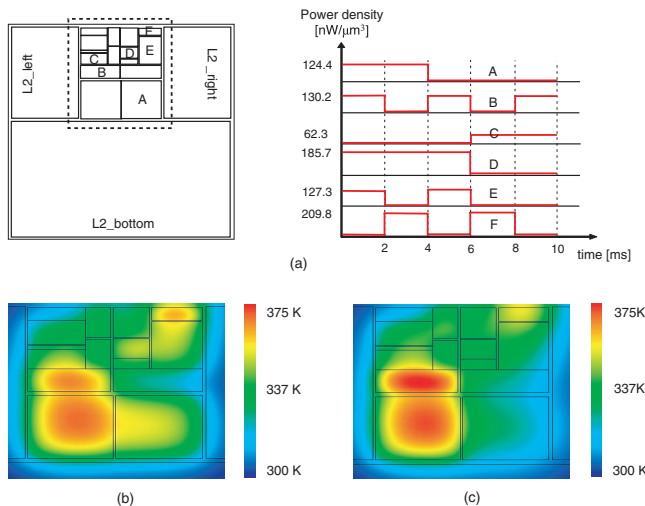 Power density
[nW/μm³]
L2_left
L2_right
F
E
D
C
B
A
L2_bottom
124.4
A
130.2
B
62.3
C
185.7
D
127.3
E
209.8
F
2
4
6
8
10
time [ms]
(a)
375 K
337 K
300 K
(b)
375K
337K
300K
(c)